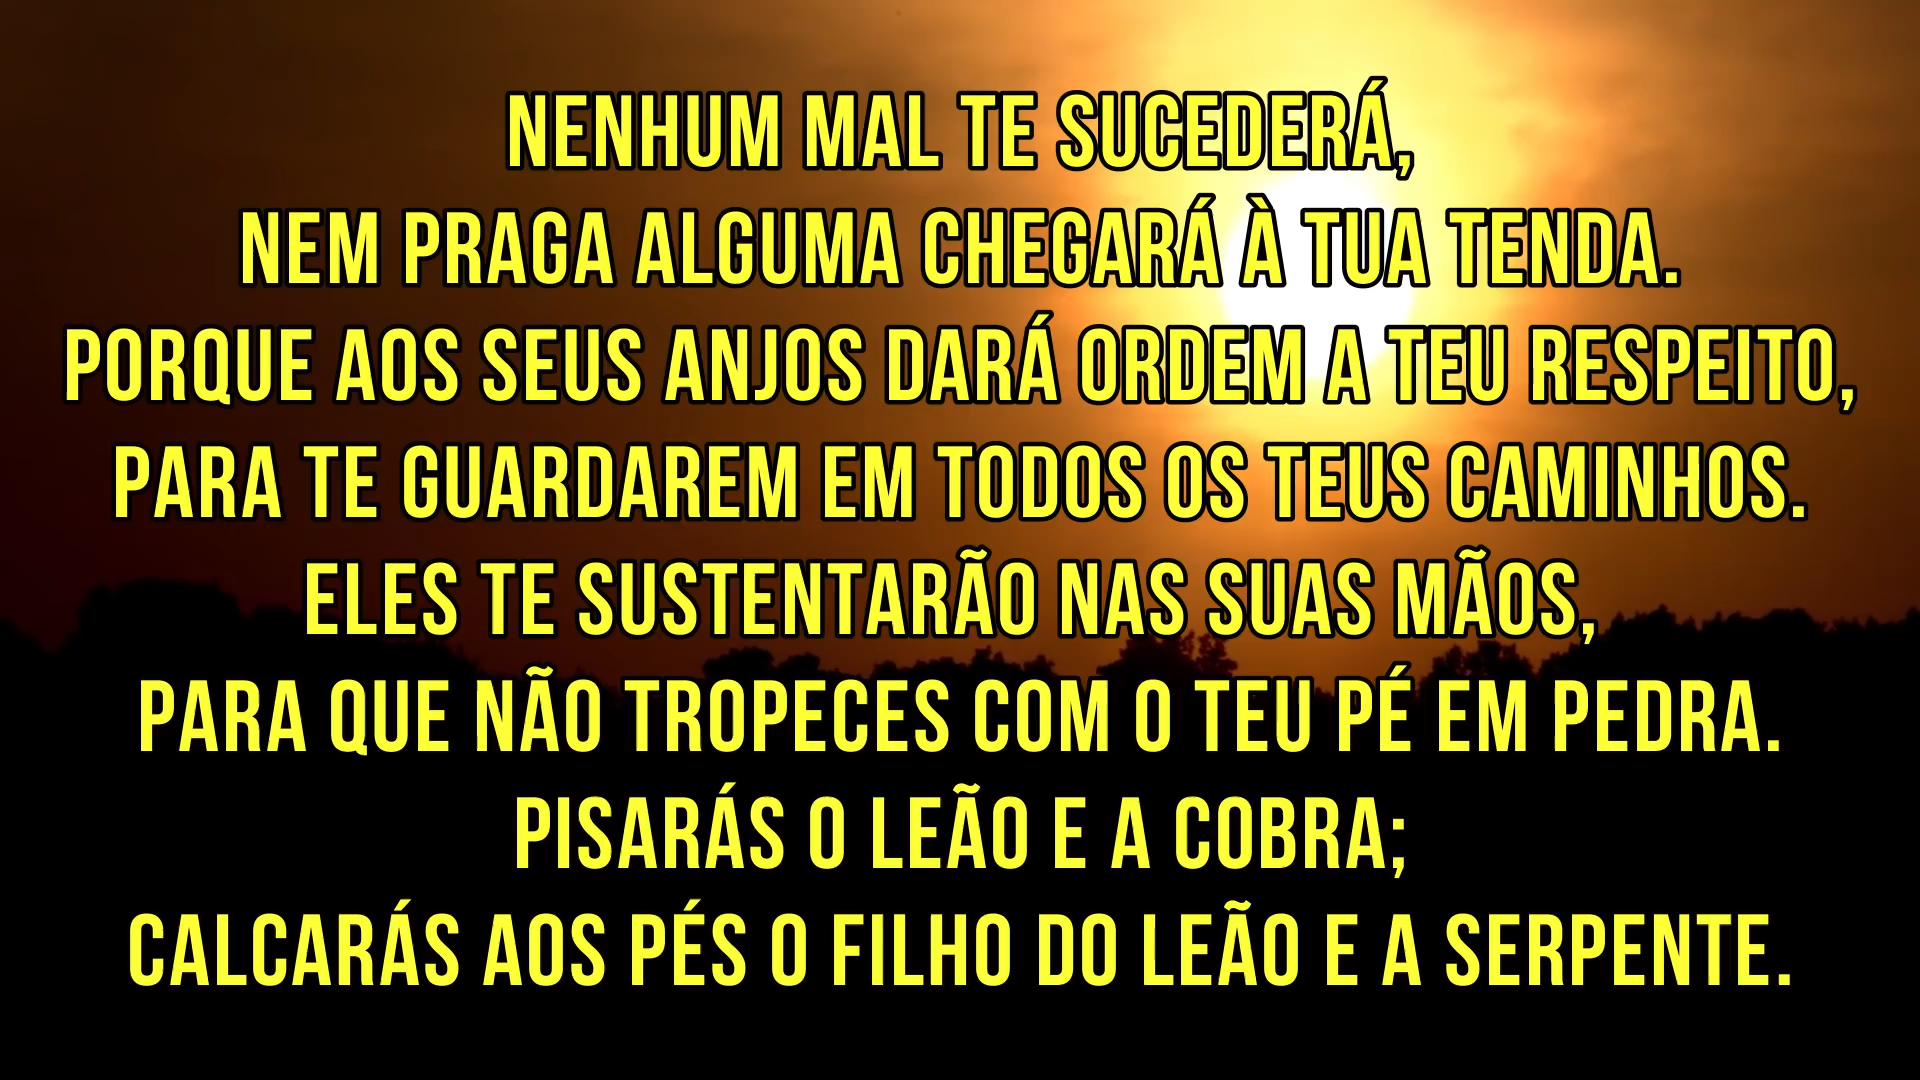 NENHUM MAL TE SUCEDERÁ,
NEM PRAGA ALGUMA CHEGARÁ À TUA TENDA.
PORQUE AOS SEUS ANJOS DARÁ ORDEM A TEU RESPEITO,
PARA TE GUARDAREM EM TODOS OS TEUS CAMINHOS.
ELES TE SUSTENTARÃO NAS SUAS MÃOS,
PARA QUE NÃO TROPECES COM O TEU PÉ EM PEDRA.
PISARÁS O LEÃO E A COBRA;
CALCARÁS AOS PÉS O FILHO DO LEÃO E A SERPENTE.